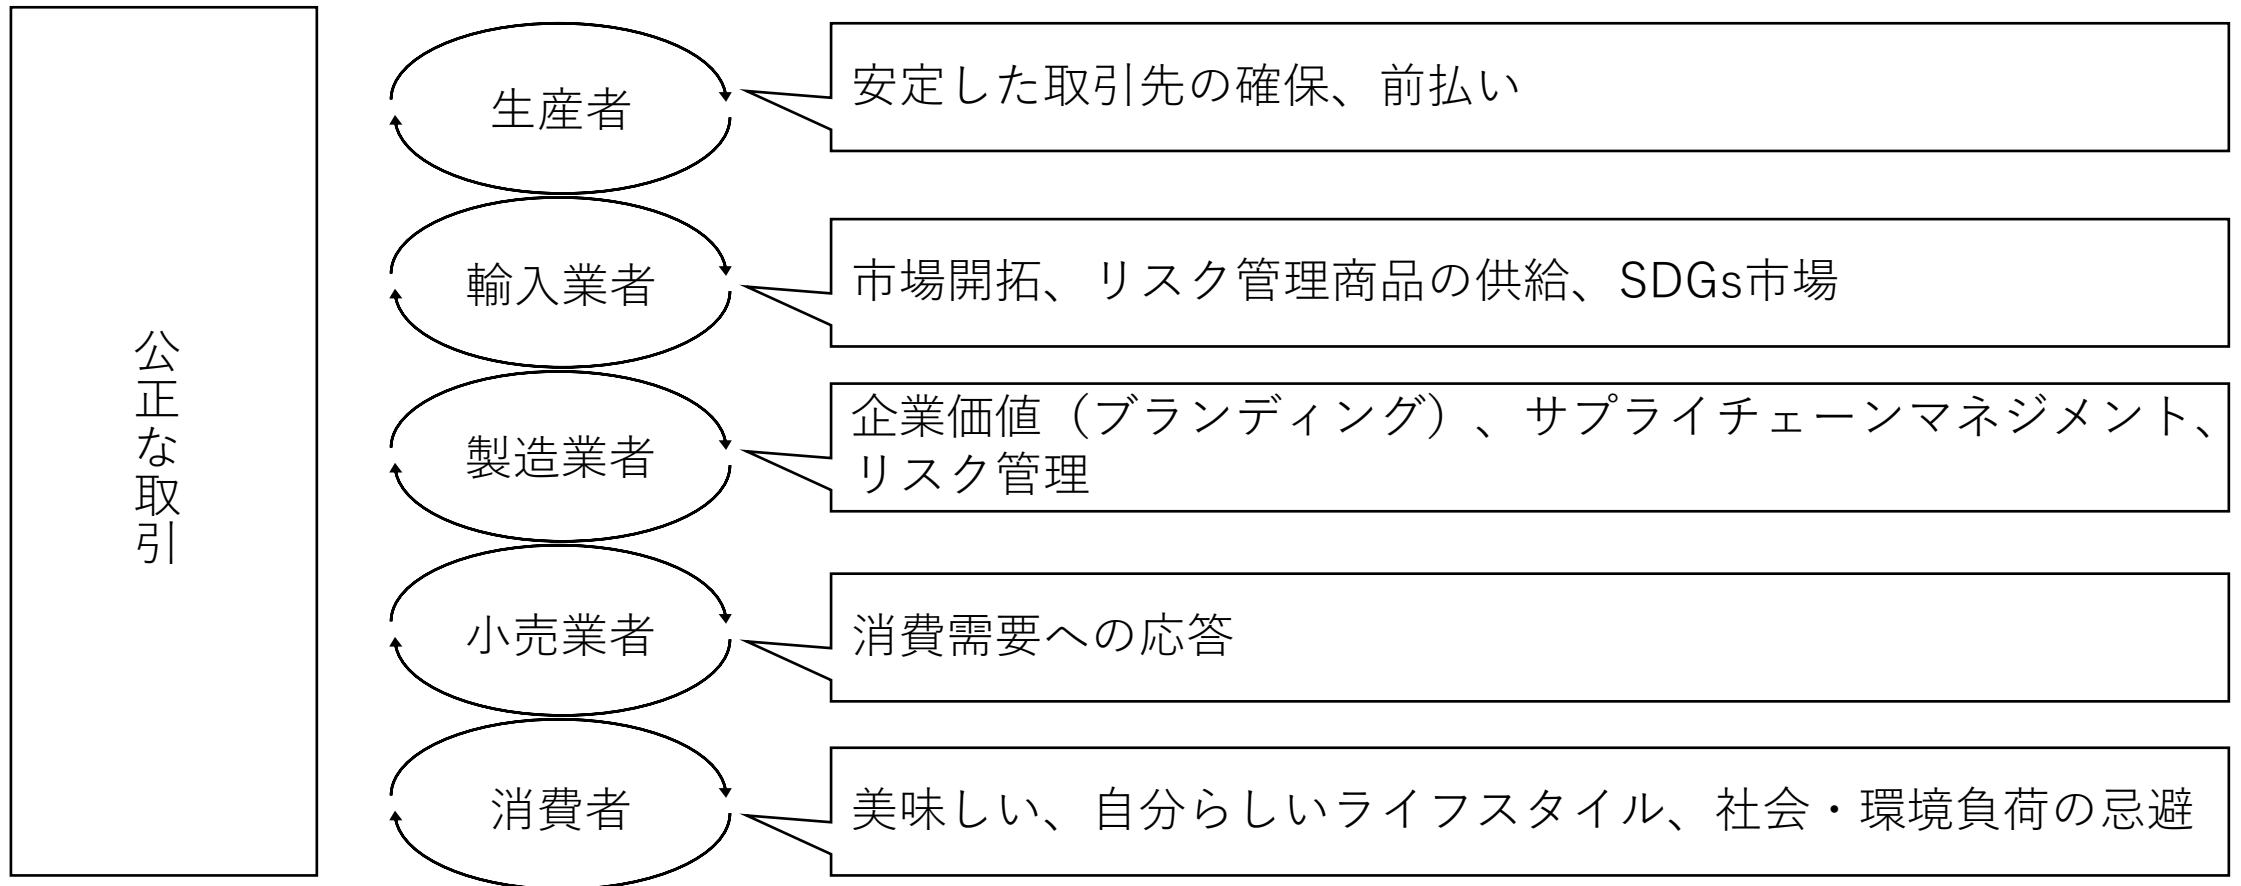 公正な取引
生産者
安定した取引先の確保、前払い
輸入業者
市場開拓、リスク管理商品の供給、SDGs市場
製造業者
企業価値（ブランディング）、サプライチェーンマネジメント、
リスク管理
小売業者
消費需要への応答
消費者
美味しい、自分らしいライフスタイル、社会・環境負荷の忌避